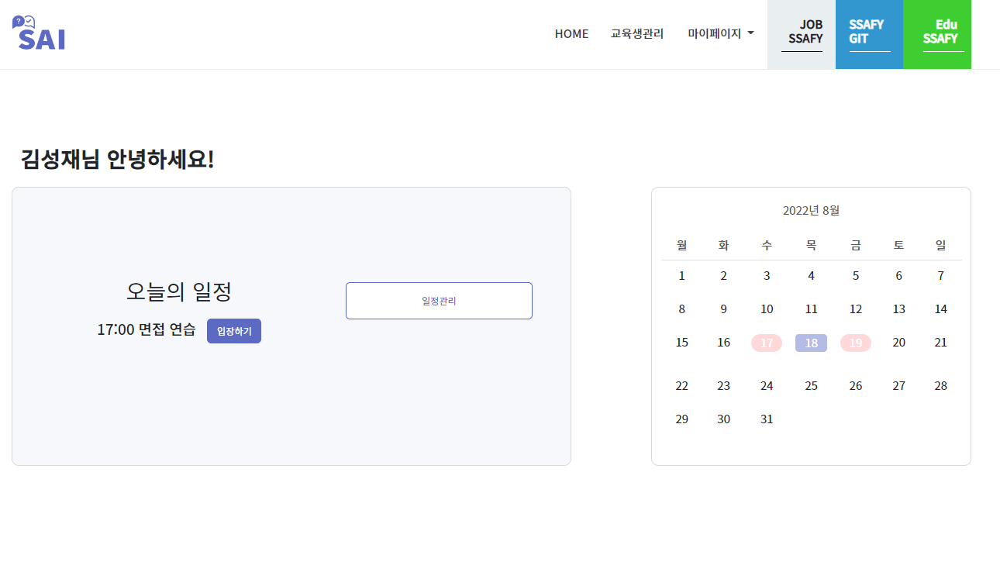 ?
SAI
HOME 교육생관리 마이페이지
JOB
SSAFY
SSAFY
GIT
Edu
SSAFY
김성재님 안녕하세요!
오늘의 일정
17:00 면접 연습 입장하기
일정관리
2022년 8월
월 화 수 목 금 토 일
1 2 3 4 5 6 7
8 9 10 11 12 13 14
15 16 17 18 19 20 21
22 23 24 25 26 27 28
29 30 31